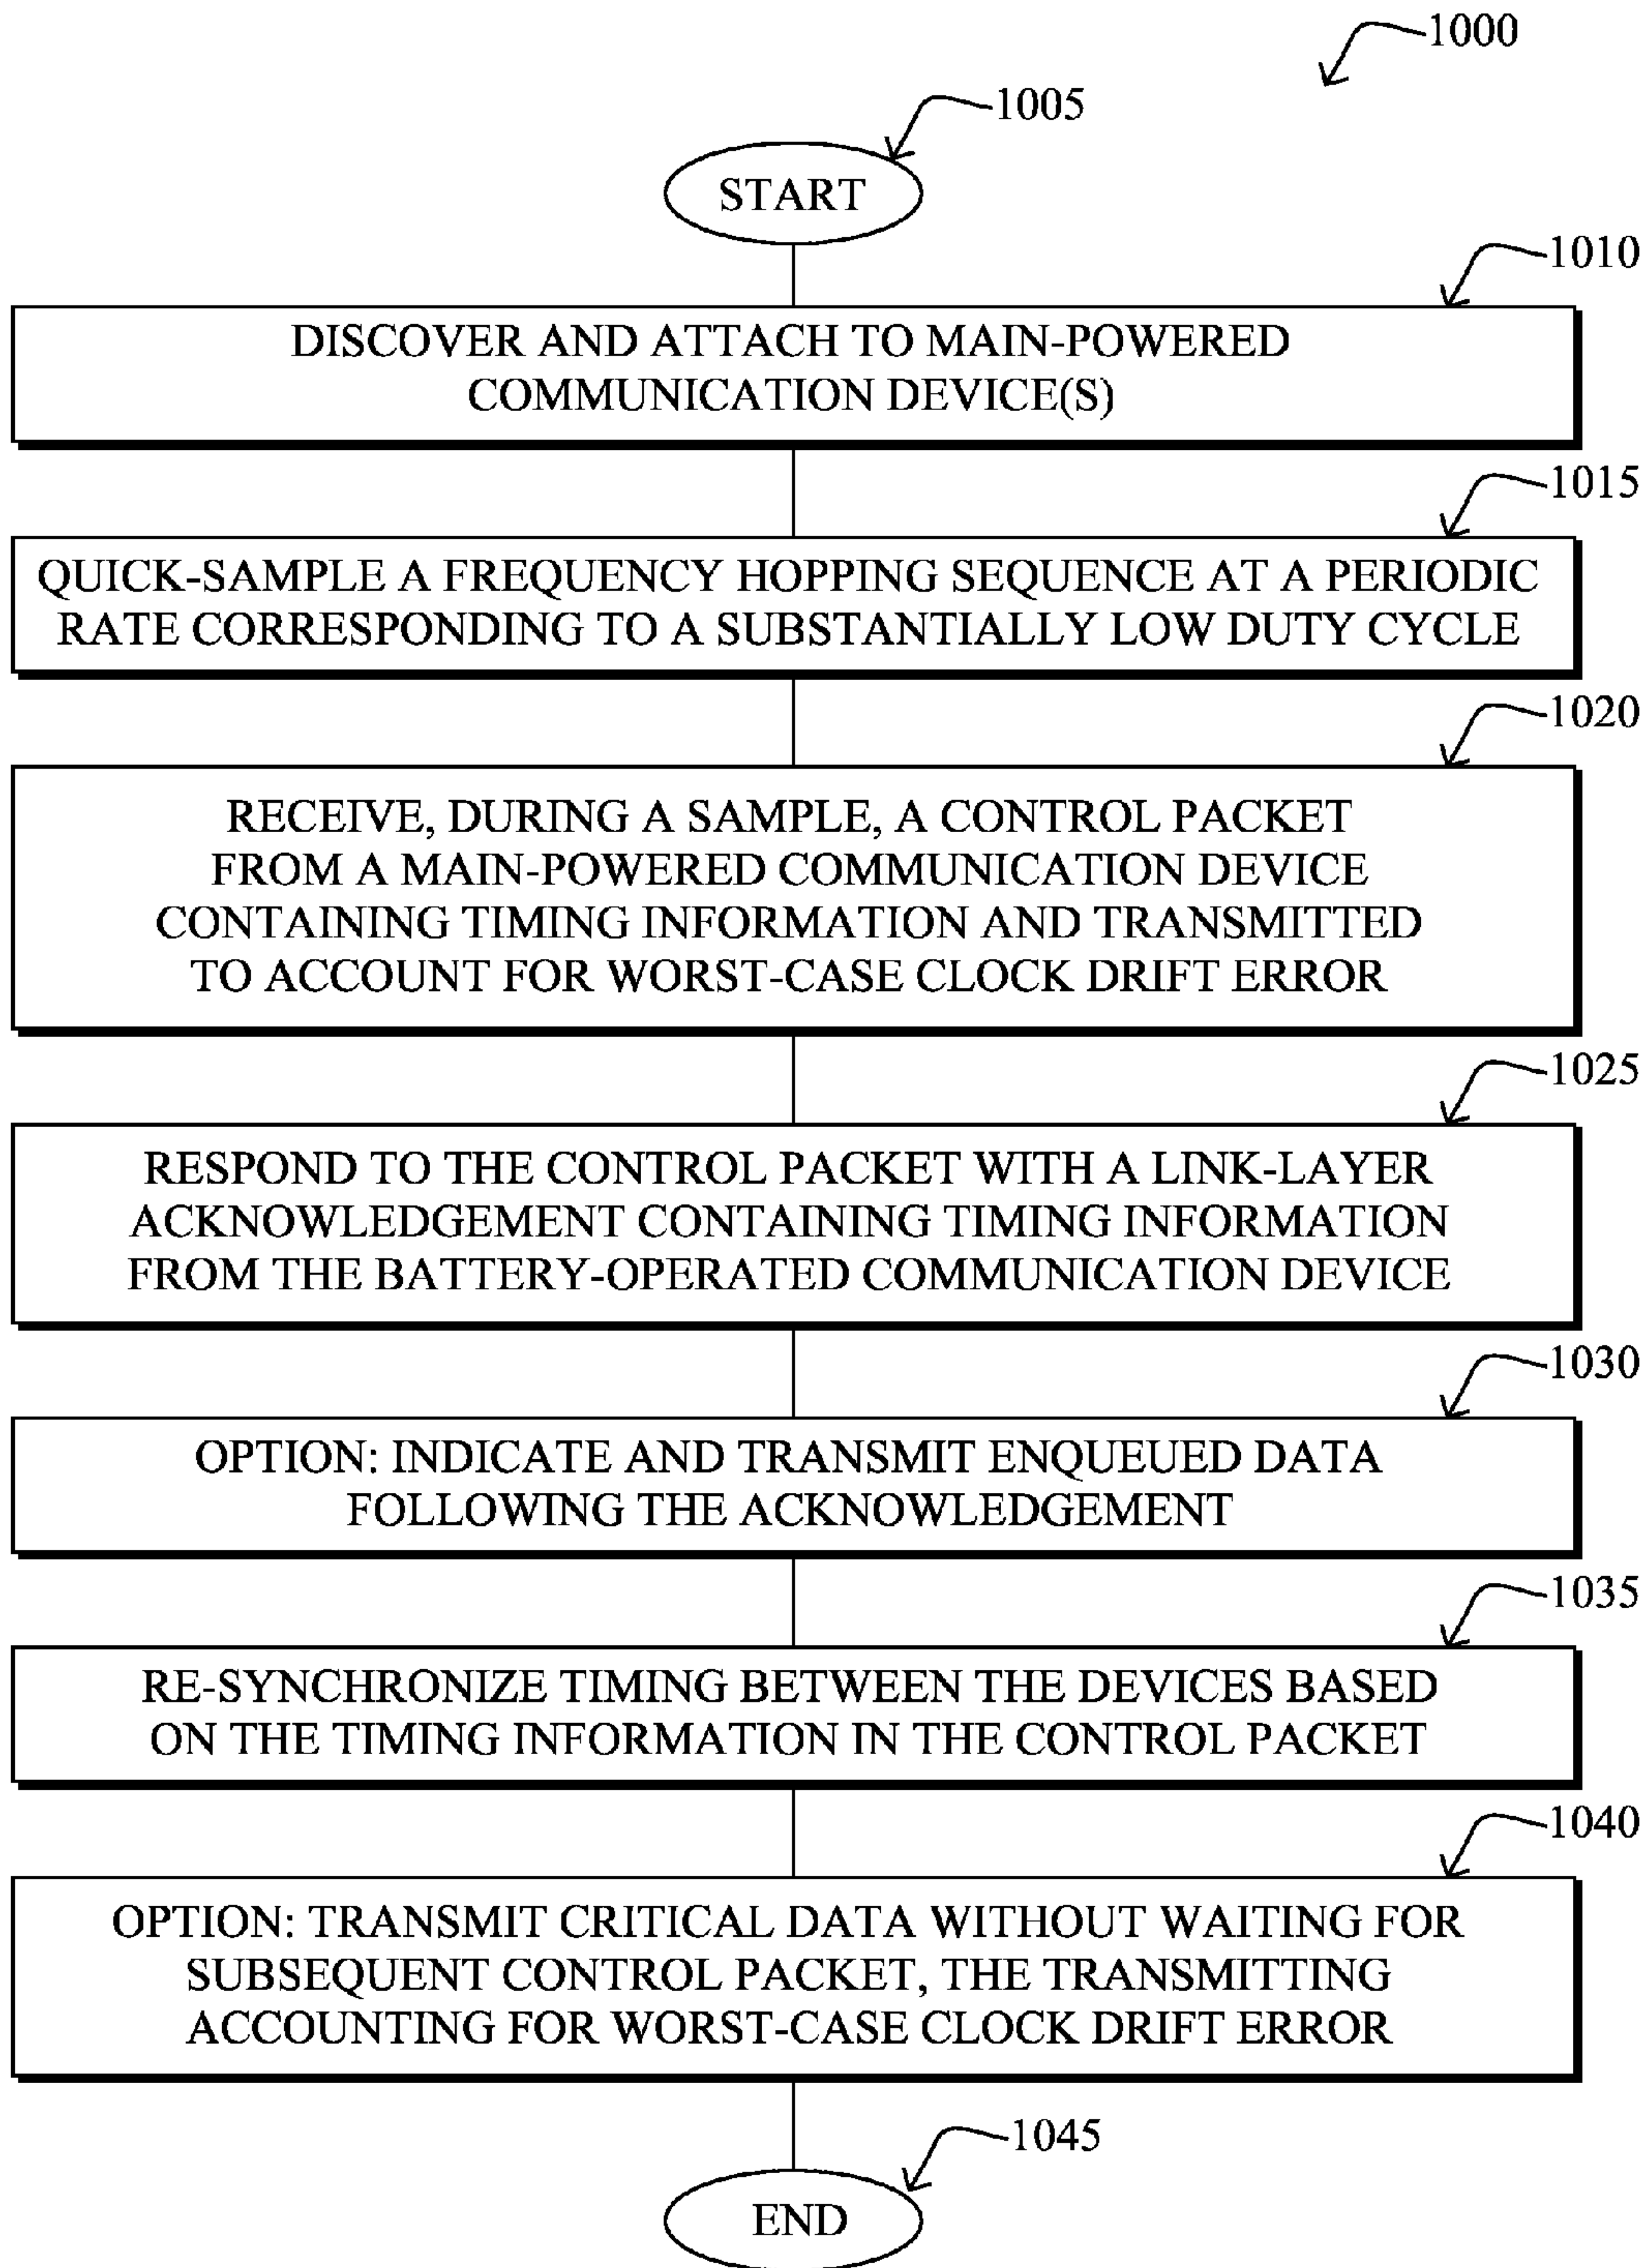 1000
1005
START
1010
DISCOVER AND ATTACH TO MAIN-POWERED
COMMUNICATION DEVICE(S)
1015
QUICK-SAMPLE A FREQUENCY HOPPING SEQUENCE AT A PERIODIC
RATE CORRESPONDING TO A SUBSTANTIALLY LOW DUTY CYCLE
1020
RECEIVE, DURING A SAMPLE, A CONTROL PACKET
FROM A MAIN-POWERED COMMUNICATION DEVICE
CONTAINING TIMING INFORMATION AND TRANSMITTED
TO ACCOUNT FOR WORST-CASE CLOCK DRIFT ERROR
1025
RESPOND TO THE CONTROL PACKET WITH A LINK-LAYER
ACKNOWLEDGEMENT CONTAINING TIMING INFORMATION
FROM THE BATTERY-OPERATED COMMUNICATION DEVICE
1030
OPTION: INDICATE AND TRANSMIT ENQUEUED DATA
FOLLOWING THE ACKNOWLEDGEMENT
1035
RE-SYNCHRONIZE TIMING BETWEEN THE DEVICES BASED
ON THE TIMING INFORMATION IN THE CONTROL PACKET
1040
OPTION: TRANSMIT CRITICAL DATA WITHOUT WAITING FOR
SUBSEQUENT CONTROL PACKET, THE TRANSMITTING
ACCOUNTING FOR WORST-CASE CLOCK DRIFT ERROR
1045
END